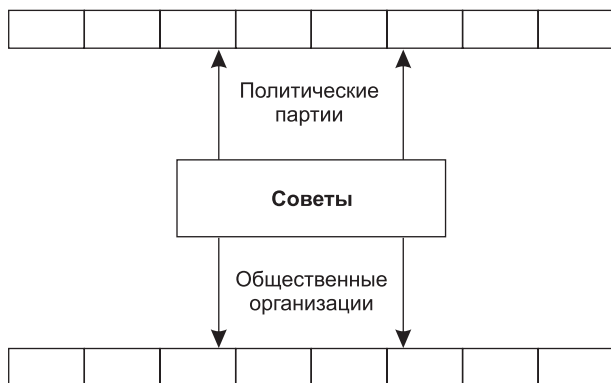 Политические
партии
Советы
Общественные
организации